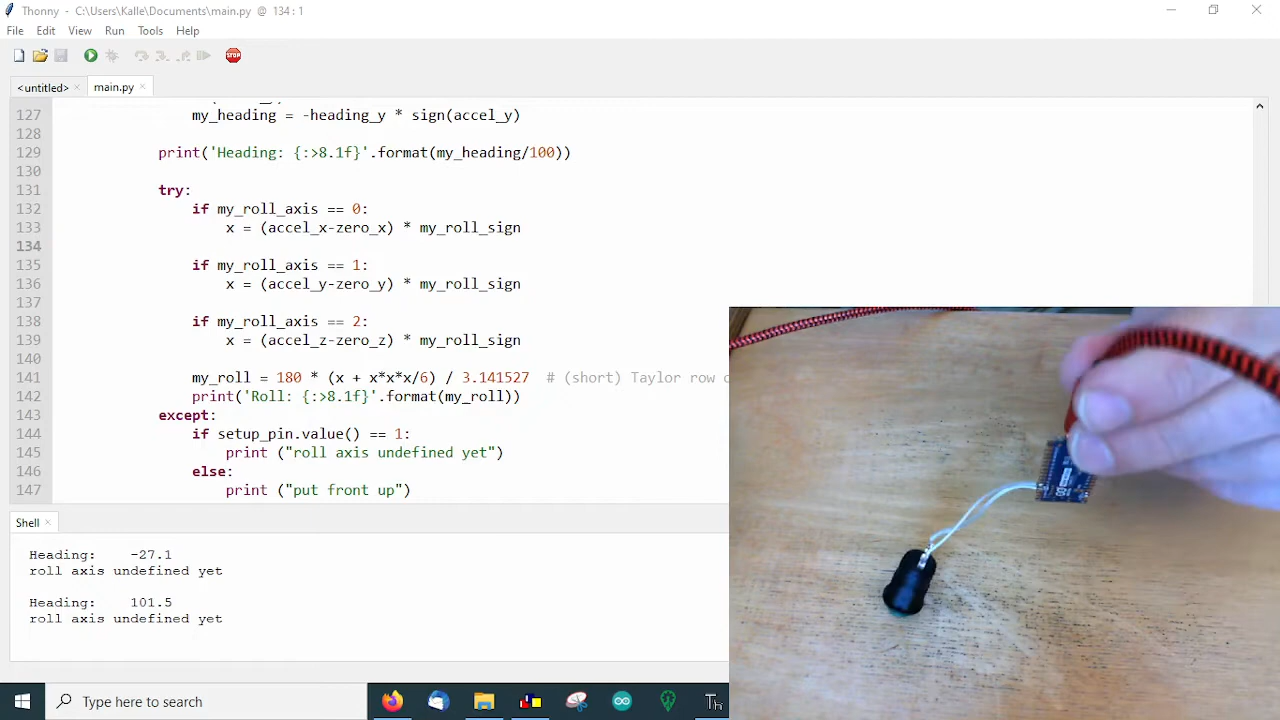 Thonny - C:\Users\Kalle\Documents\main.py @ 134 : 1
File Edit View Run Tools Help
STOP
<untitled> × main.py ×
127 my_heading = -heading_y * sign(accel_y)
128
129 print('Heading: {:>8.1f}'.format(my_heading/100))
130
131 try:
132 if my_roll_axis == 0:
133 x = (accel_x-zero_x) * my_roll_sign
134
135 if my_roll_axis == 1:
136 x = (accel_y-zero_y) * my_roll_sign
137
138 if my_roll_axis == 2:
139 x = (accel_z-zero_z) * my_roll_sign
140
141 my_roll = 180 * (x + x*x*x/6) / 3.141527 # (short) Taylor row
142 print('Roll: {:>8.1f}'.format(my_roll))
143 except:
144 if setup_pin.value() == 1:
145 print ("roll axis undefined yet")
146 else:
147 print ("put front up")
Shell ×
Heading: -27.1
roll axis undefined yet
Heading: 101.5
roll axis undefined yet
Type here to search